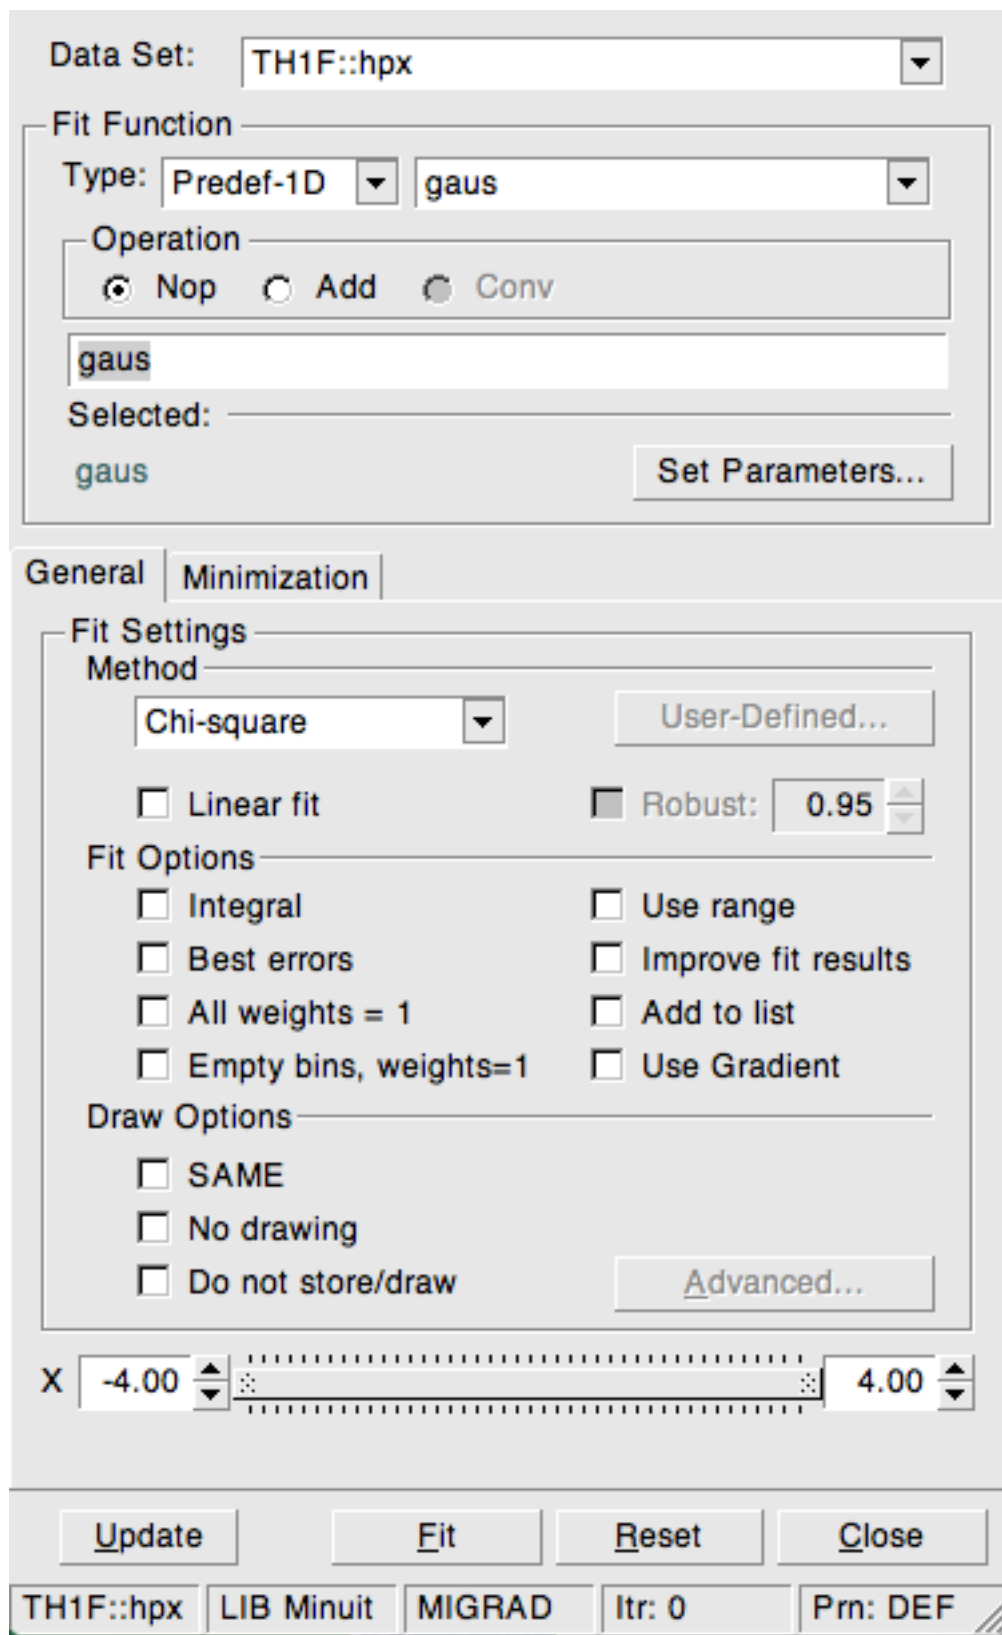 Data Set: TH1F::hpx
Fit Function
Type: Predef-1D gaus
Operation
Nop Add Conv
gaus
Selected:
gaus Set Parameters...
General Minimization
Fit Settings
Method
Chi-square User-Defined...
Linear fit Robust: 0.95
Fit Options
Integral Use range
Best errors Improve fit results
All weights = 1 Add to list
Empty bins, weights=1 Use Gradient
Draw Options
SAME
No drawing
Do not store/draw Advanced...
X -4.00 4.00
Update Fit Reset Close
TH1F::hpx LIB Minuit MIGRAD Itr: 0 Prn: DEF